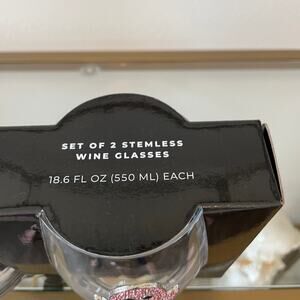 SET OF 2 STEMLESS
WINE GLASSES
18.6 FL OZ (550 ML) EACH